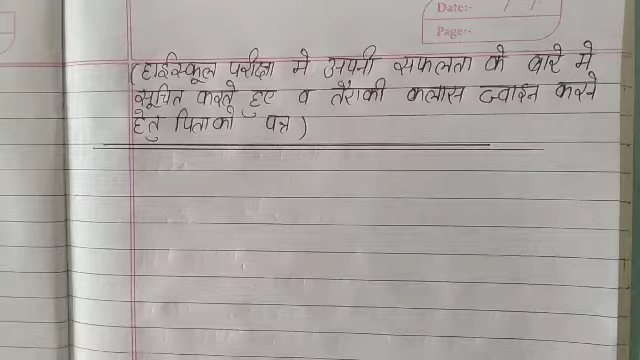 Date:-
Page:-
(हाईस्कूल परीक्षा मे अपनी सफलता के बारे मे
सूचित करते हुए व तैराकी क्लास ज्वाइन करने
हेतु पिताको पत्र)